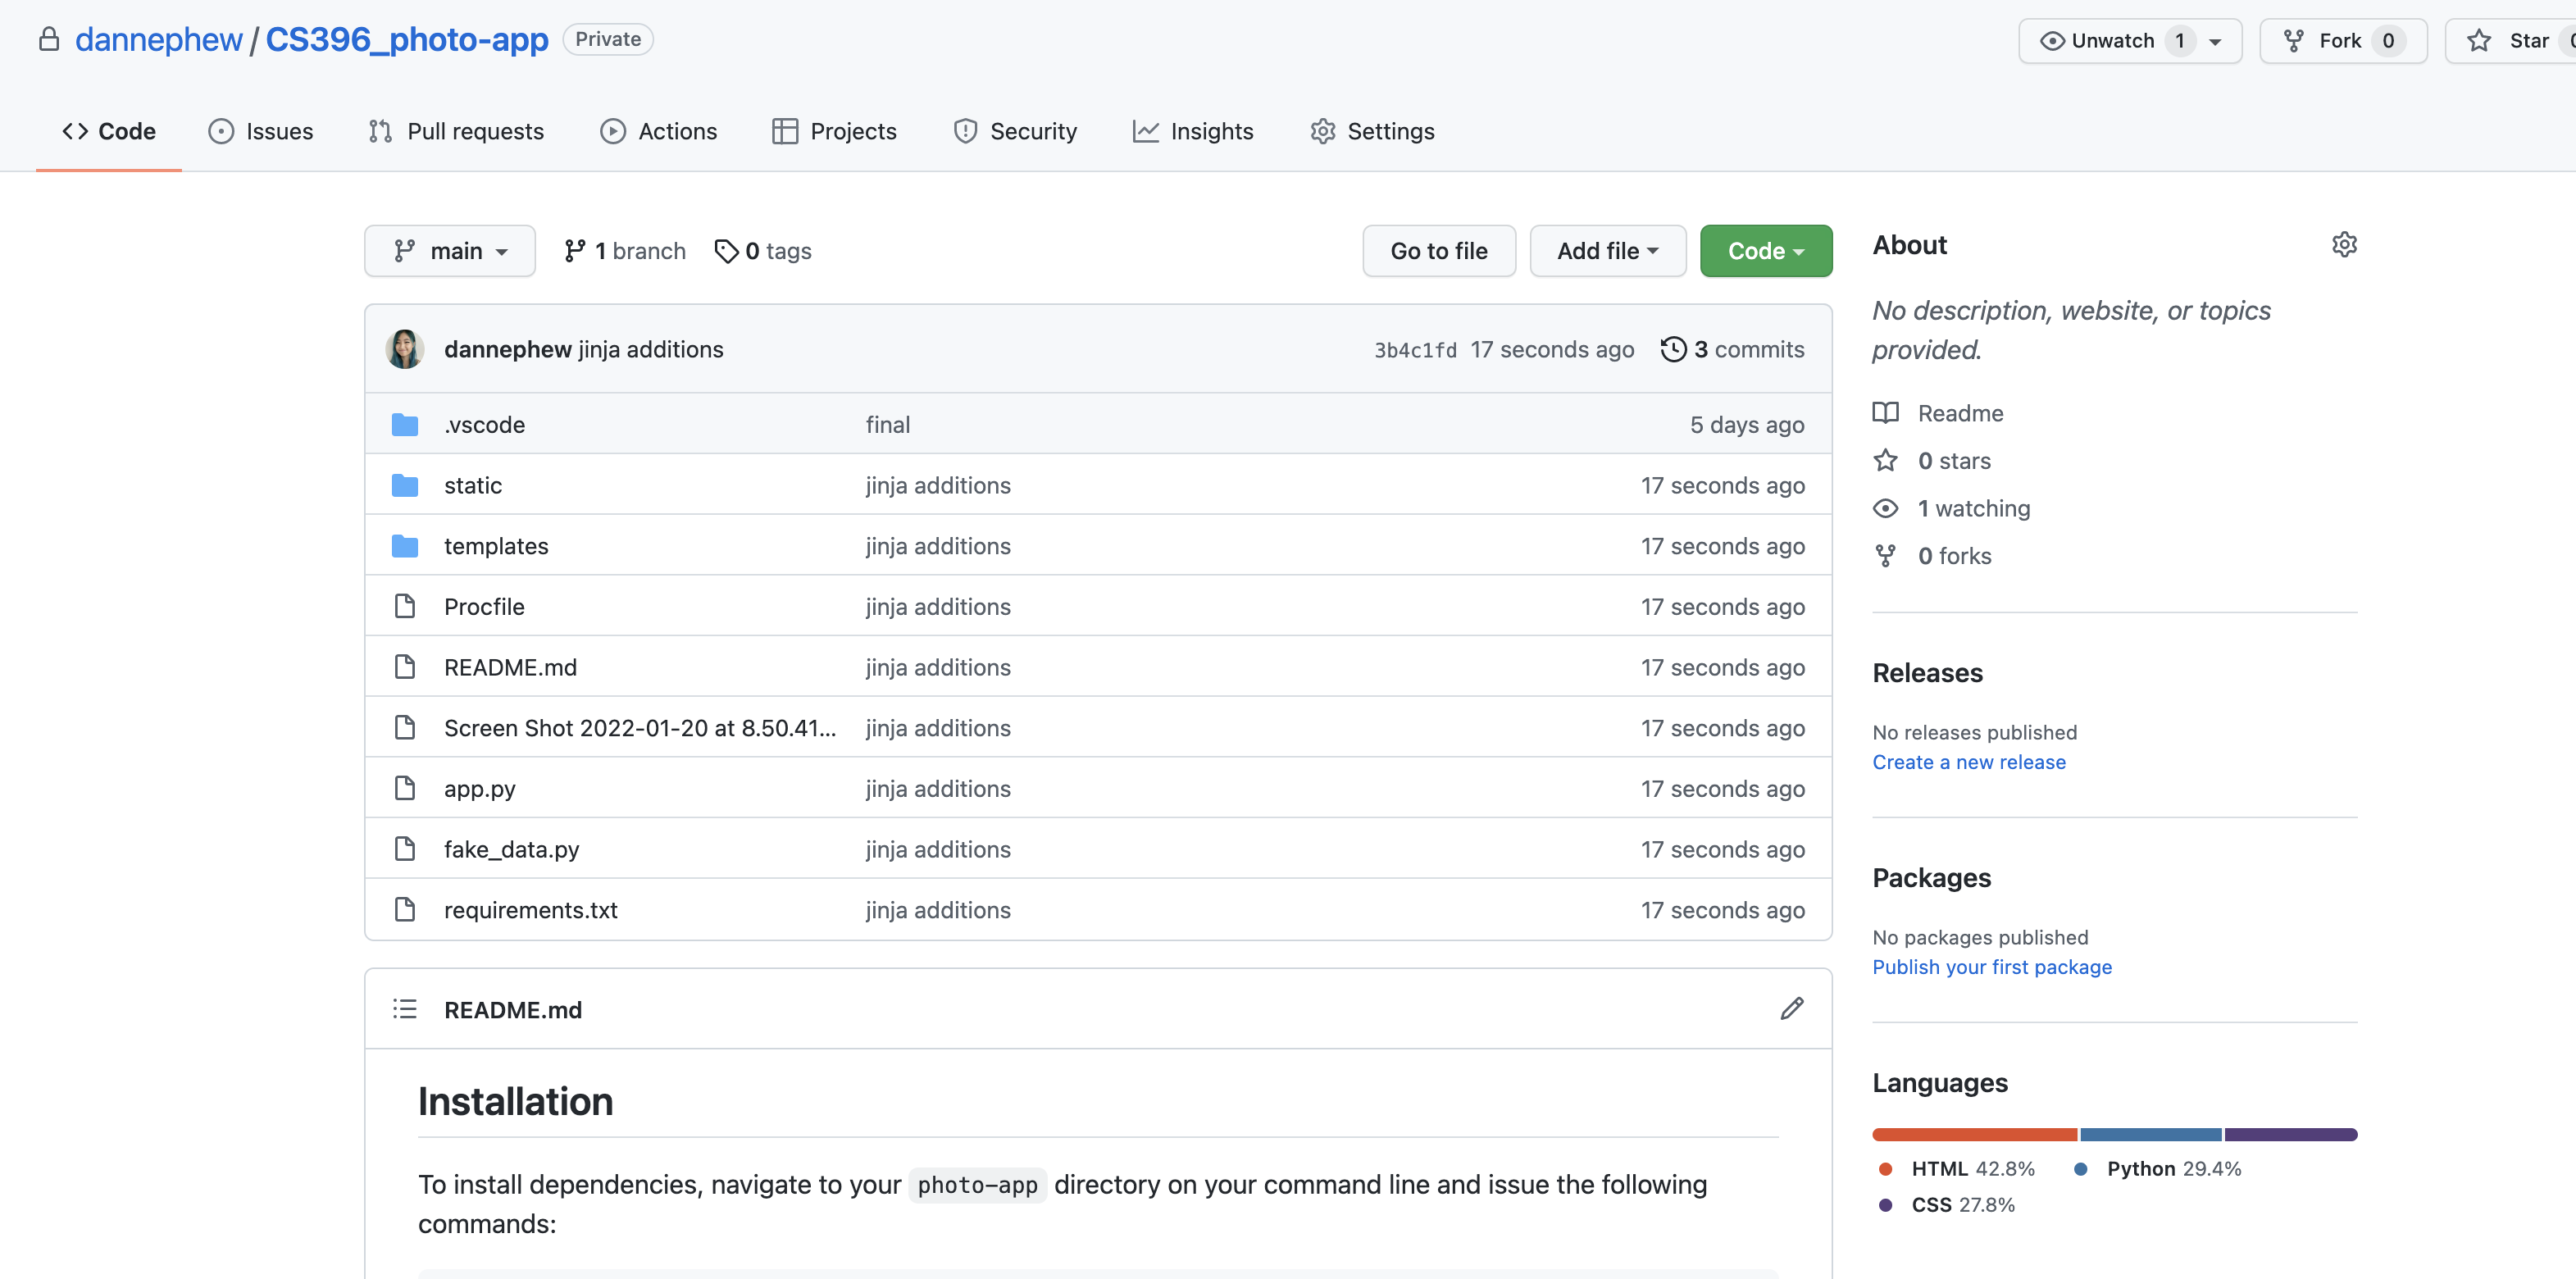 dannephew / CS396_photo-app Private
Unwatch 1
Fork 0
Star
Code
Issues
Pull requests
Actions
Projects
Security
Insights
Settings
main
1 branch
0 tags
Go to file
Add file
Code
dannephew jinja additions
3b4c1fd 17 seconds ago
3 commits
.vscode final 5 days ago
static jinja additions 17 seconds ago
templates jinja additions 17 seconds ago
Procfile jinja additions 17 seconds ago
README.md jinja additions 17 seconds ago
Screen Shot 2022-01-20 at 8.50.41... jinja additions 17 seconds ago
app.py jinja additions 17 seconds ago
fake_data.py jinja additions 17 seconds ago
requirements.txt jinja additions 17 seconds ago
README.md
Installation
To install dependencies, navigate to your photo-app directory on your command line and issue the following
commands:
About
No description, website, or topics
provided.
Readme
0 stars
1 watching
0 forks
Releases
No releases published
Create a new release
Packages
No packages published
Publish your first package
Languages
HTML 42.8% Python 29.4%
CSS 27.8%